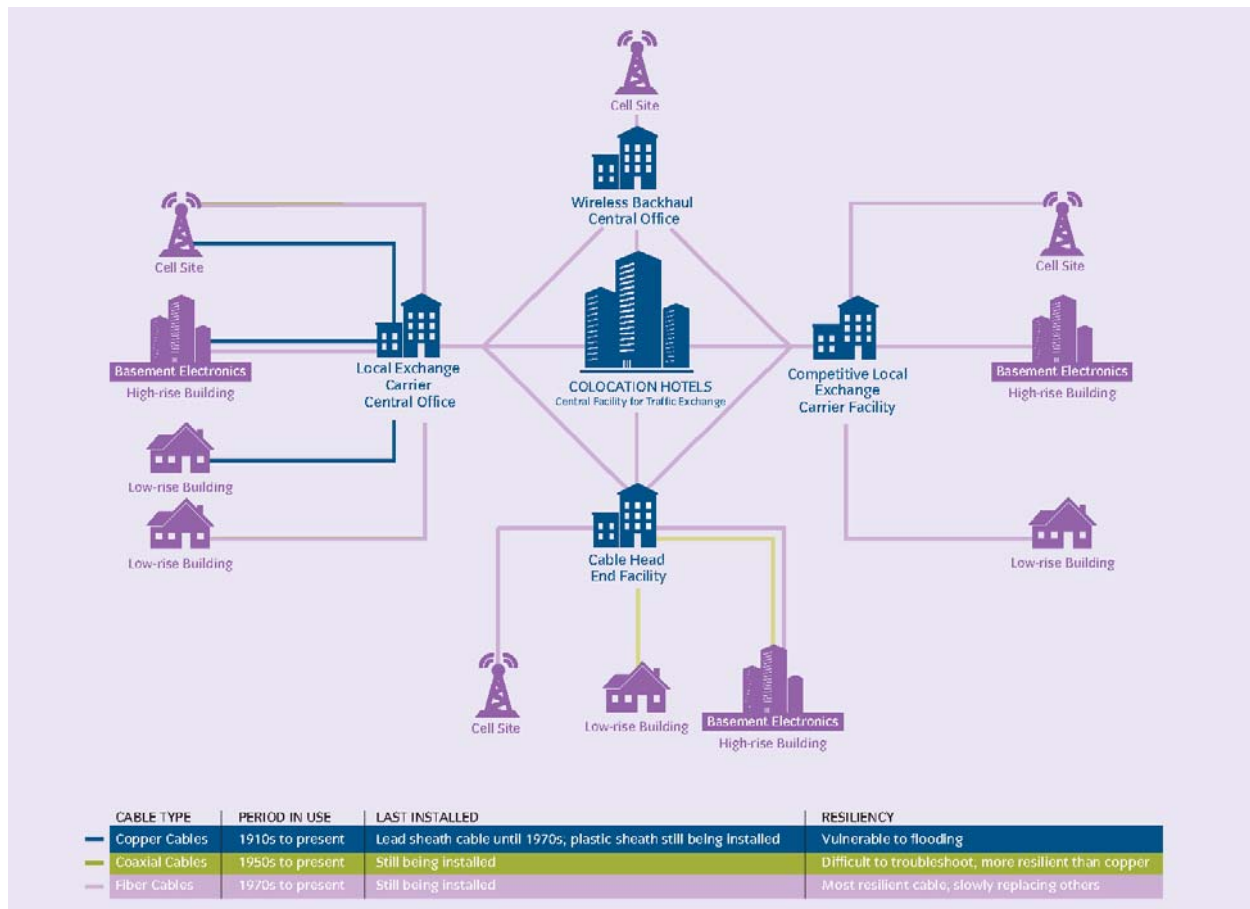 Cell Site
Wireless Backhaul
Central Office
Cell Site
Cell Site
Basement Electronics
High-rise Building
Local Exchange
Carrier
Central Office
COLOCATION HOTELS
Central Facility for Traffic Exchange
Competitive Local
Exchange
Carrier Facility
Basement Electronics
High-rise Building
Low-rise Building
Low-rise Building
Cable Head
End Facility
Low-rise Building
Cell Site
Low-rise Building
Basement Electronics
High-rise Building
CABLE TYPE PERIOD IN USE LAST INSTALLED RESILIENCY
Copper Cables 1910s to present Lead sheath cable until 1970s; plastic sheath still being installed Vulnerable to flooding
Coaxial Cables 1950s to present Still being installed Difficult to troubleshoot; more resilient than copper
Fiber Cables 1970s to present Still being installed Most resilient cable, slowly replacing others